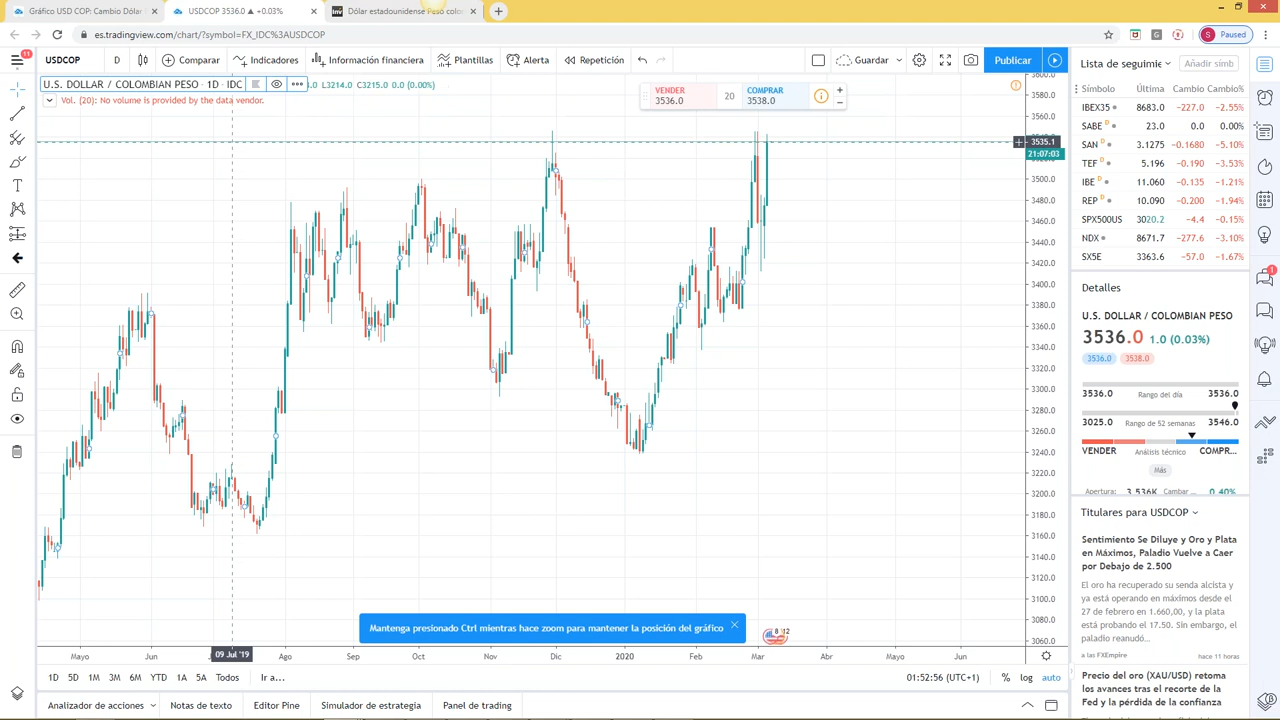 Gráfico USD COP: Cambio Dólar
USDCOP 3536.0 ▲ +0.03%
Dólar estadounidense Peso colo
es.tradingview.com/chart/?symbol=FX_IDC%3AUSDCOP
S Paused
11
USDCOP
D
Comparar
Indicadores
Información financiera
Plantillas
Alerta
Repetición
Guardar
Publicar
Lista de seguimie
Añadir símb
U.S. DOLLAR / COLOMBIAN PESO · 1D · IDC
L3214.0 C3215.0 0.0 (0.00%)
Vol. (20): No volume is provided by the data vendor.
VENDER
3536.0
20
COMPRAR
3538.0
Símbolo Última Cambio Cambio%
IBEX35 8683.0 -227.0 -2.55%
SABE D 23.0 0.0 0.00%
SAN D 3.1275 -0.1680 -5.10%
TEF D 5.196 -0.190 -3.53%
IBE D 11.060 -0.135 -1.21%
REP D 10.090 -0.200 -1.94%
SPX500US 3020.2 -4.4 -0.15%
NDX 8671.7 -277.6 -3.10%
SX5E 3363.6 -57.0 -1.67%
3600.0
3580.0
3560.0
3535.1
21:07:03
3500.0
3480.0
3460.0
3440.0
3420.0
3400.0
3380.0
3360.0
3340.0
3320.0
3300.0
3280.0
3260.0
3240.0
3220.0
3200.0
3180.0
3160.0
3140.0
3120.0
3100.0
3080.0
3060.0
Detalles
U.S. DOLLAR / COLOMBIAN PESO
3536.0 1.0 (0.03%)
3536.0 3538.0
3536.0 Rango del día 3536.0
3025.0 Rango de 52 semanas 3546.0
VENDER Análisis técnico COMPR...
Más
Apertura: 3.536K Cambiar ... 0.40%
Titulares para USDCOP
Sentimiento Se Diluye y Oro y Plata
en Máximos, Paladio Vuelve a Caer
por Debajo de 2.500
El oro ha recuperado su senda alcista y
ya está operando en máximos desde el
27 de febrero en 1.660,00, y la plata
está probando el 17.50. Sin embargo, el
paladio reanudó...
a las FXEmpire hace 11 horas
Precio del oro (XAU/USD) retoma
los avances tras el recorte de la
Fed y la pérdida de la confianza
1
Mantenga presionado Ctrl mientras hace zoom para mantener la posición del gráfico
8 12
Mayo Jun 09 Jul '19 Ago Sep Oct Nov Dic 2020 Feb Mar Abr Mayo Jun
1D 5D 1M 3M 6M YTD 1A 5A Todos Ir a...
01:52:56 (UTC+1) % log auto
Analizador de acciones Notas de texto Editor Pine Simulador de estrategia Panel de trading